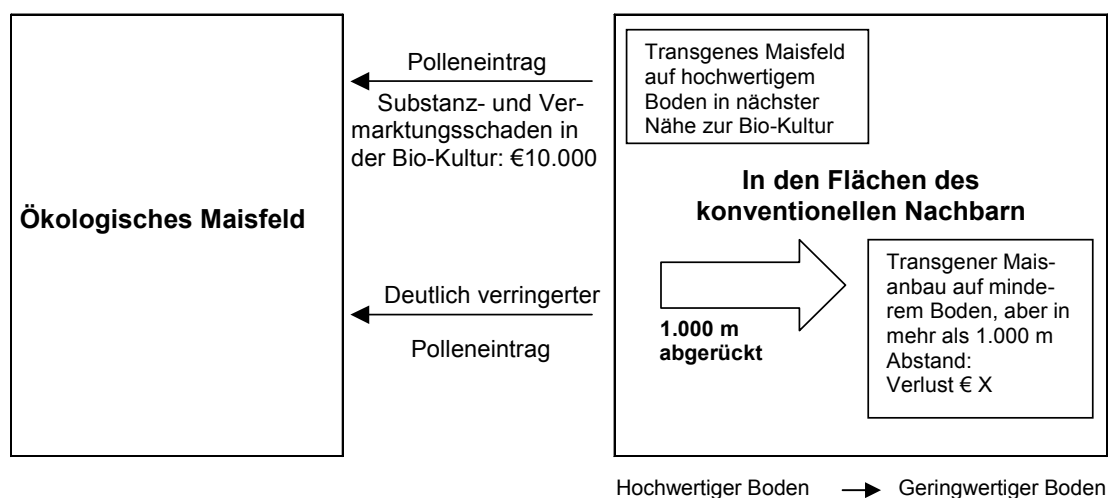 Ökologisches Maisfeld
Polleneintrag
Substanz- und Ver-
marktungsschaden in
der Bio-Kultur: €10.000
Deutlich verringerter
Polleneintrag
Transgenes Maisfeld
auf hochwertigem
Boden in nächster
Nähe zur Bio-Kultur
In den Flächen des
konventionellen Nachbarn
1.000 m
abgerückt
Transgener Mais-
anbau auf minde-
rem Boden, aber in
mehr als 1.000 m
Abstand:
Verlust € X
Hochwertiger Boden Geringwertiger Boden